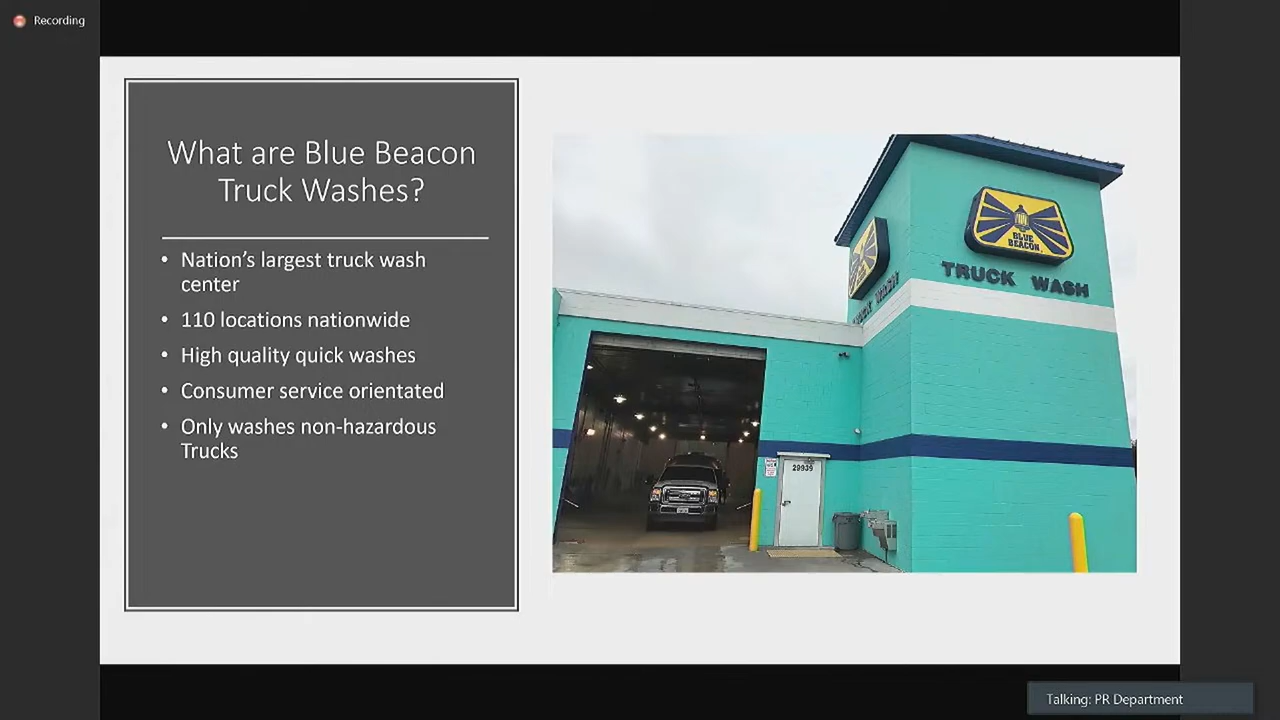 Recording
What are Blue Beacon
Truck Washes?
• Nation's largest truck wash
center
• 110 locations nationwide
• High quality quick washes
• Consumer service orientated
• Only washes non-hazardous
Trucks
BLUE
BEACON
TRUCK WASH
TRUCK WASH
29939
Talking: PR Department